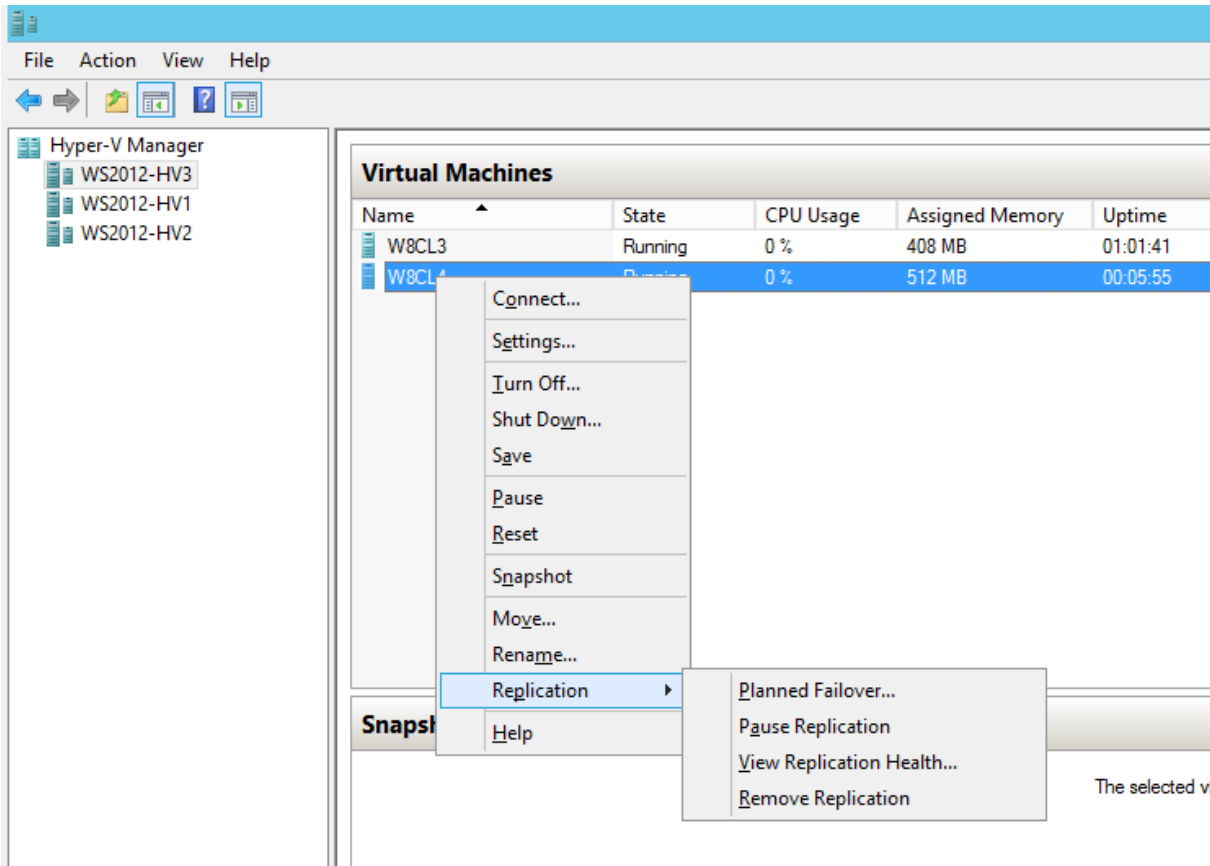 File Action View Help
Hyper-V Manager
WS2012-HV3
WS2012-HV1
WS2012-HV2
Virtual Machines
Name State CPU Usage Assigned Memory Uptime
W8CL3 Running 0 % 408 MB 01:01:41
W8CL4 Running 0 % 512 MB 00:05:55
Connect...
Settings...
Turn Off...
Shut Down...
Save
Pause
Reset
Snapshot
Move...
Rename...
Replication
Help
Planned Failover...
Pause Replication
View Replication Health...
Remove Replication
Snapsh
The selected v